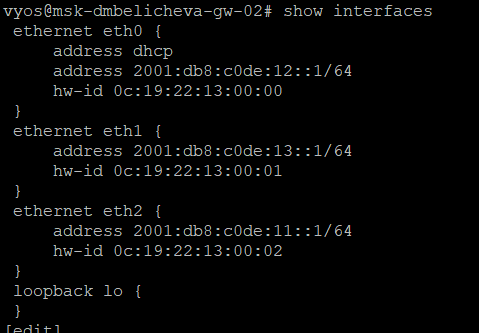 vyos@msk-dmbelicheva-gw-02# show interfaces
 ethernet eth0 {
     address dhcp
     address 2001:db8:c0de:12::1/64
     hw-id 0c:19:22:13:00:00
 }
 ethernet eth1 {
     address 2001:db8:c0de:13::1/64
     hw-id 0c:19:22:13:00:01
 }
 ethernet eth2 {
     address 2001:db8:c0de:11::1/64
     hw-id 0c:19:22:13:00:02
 }
 loopback lo {
 }
[edit]